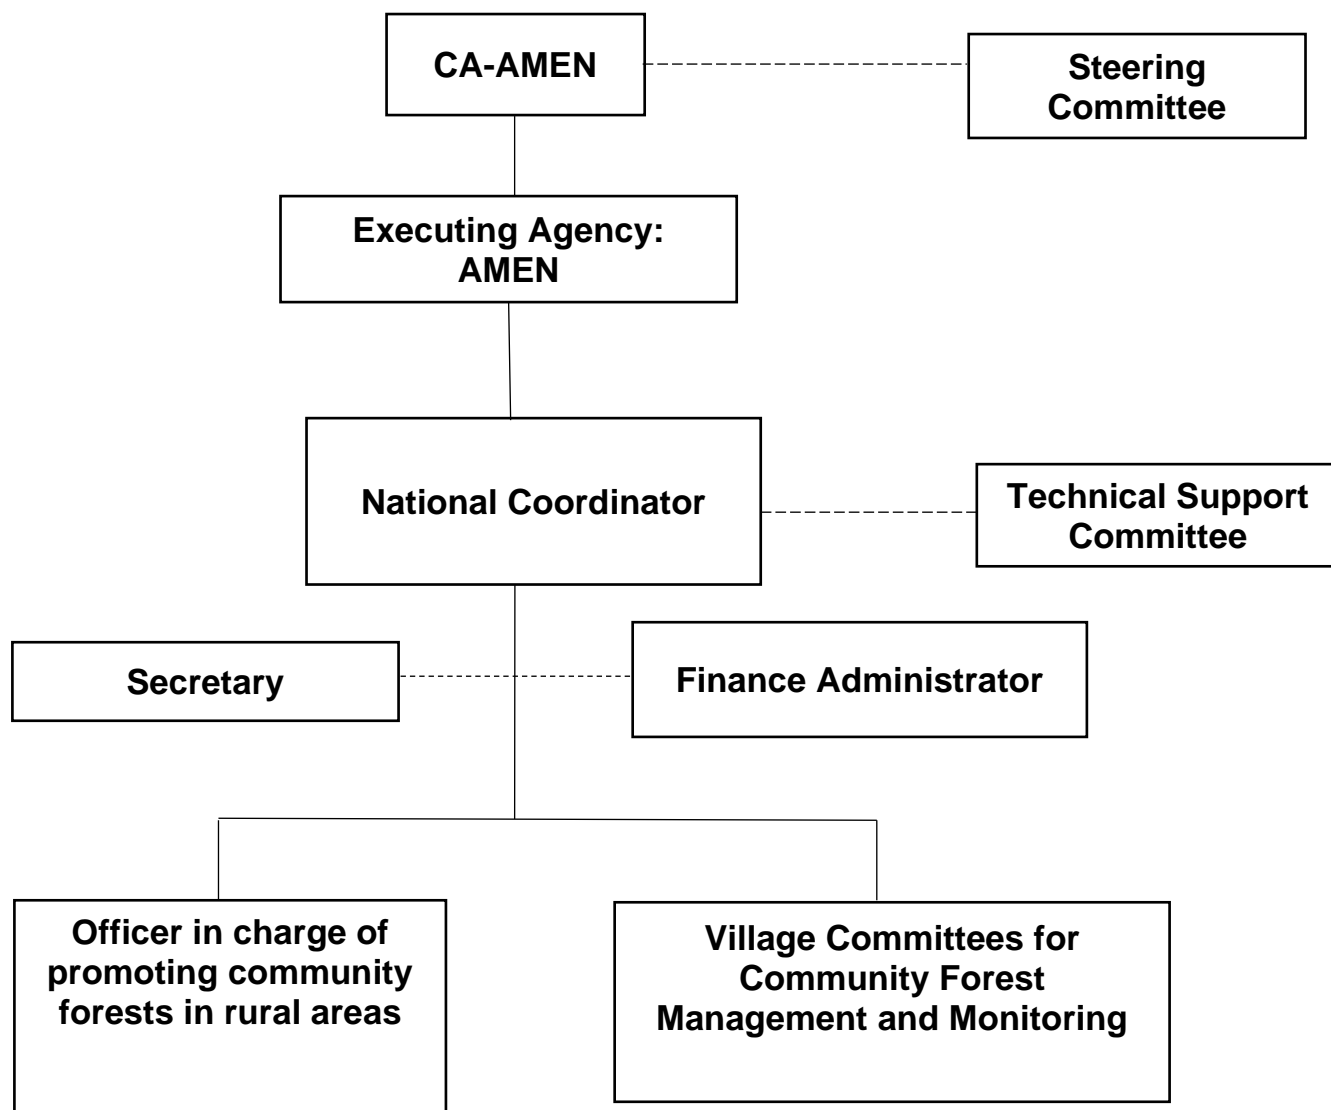 CA-AMEN
Steering
Committee
Executing Agency:
AMEN
National Coordinator
Technical Support
Committee
Secretary
Finance Administrator
Officer in charge of
promoting community
forests in rural areas
Village Committees for
Community Forest
Management and Monitoring